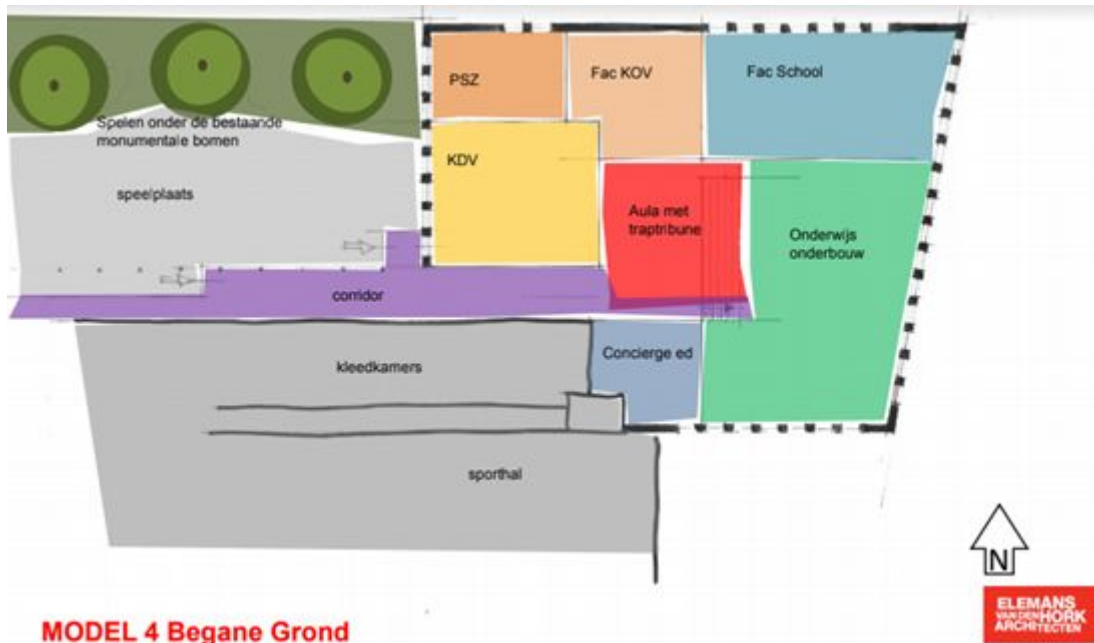 PSZ
Fac KOV
Fac School
Spelen onder de bestaande
monumentale bomen
KDV
speelplaats
Aula met
traptribune
Onderwijs
onderbouw
corridor
Concierge ed
kleedkamers
sporthal
N
ELEMANS
VAN DEN HORK
ARCHITECTEN
MODEL 4 Begane Grond